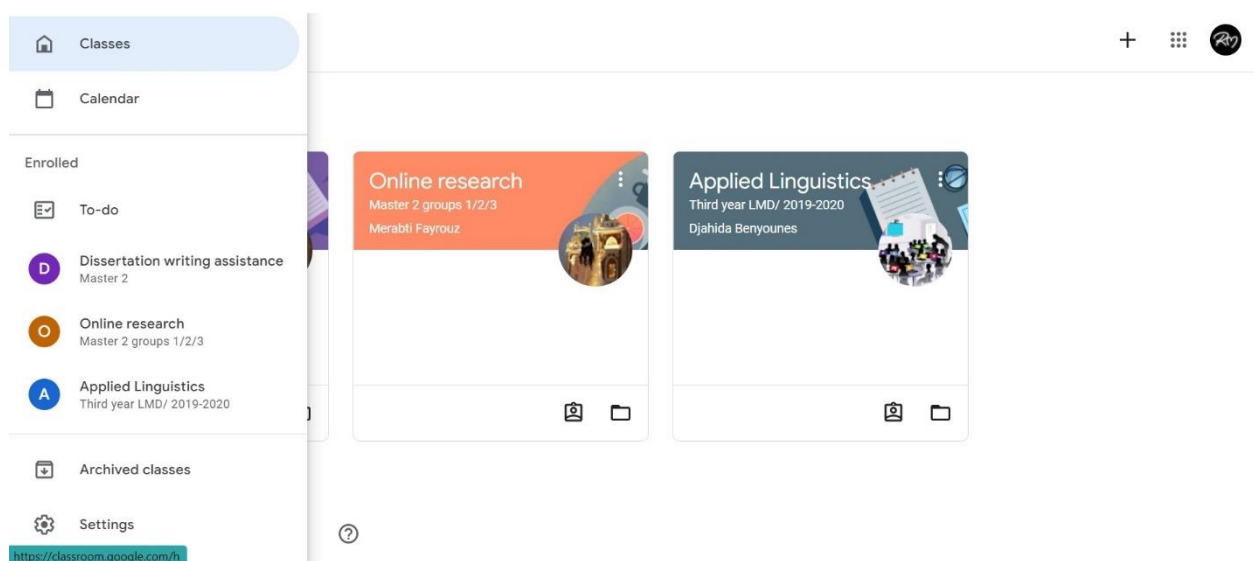 Classes
Calendar
Enrolled
To-do
D
Dissertation writing assistance
Master 2
O
Online research
Master 2 groups 1/2/3
A
Applied Linguistics
Third year LMD/ 2019-2020
Archived classes
Settings
https://classroom.google.com/h
Online research
Master 2 groups 1/2/3
Merabti Fayrouz
Applied Linguistics
Third year LMD/ 2019-2020
Djahida Benyounes